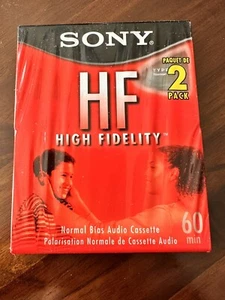 SONY
PAQUET DE
TYPE I
2
PACK
HF
HIGH FIDELITY
Normal Bias Audio Cassette
Polarisation Normale de Cassette Audio
60
min